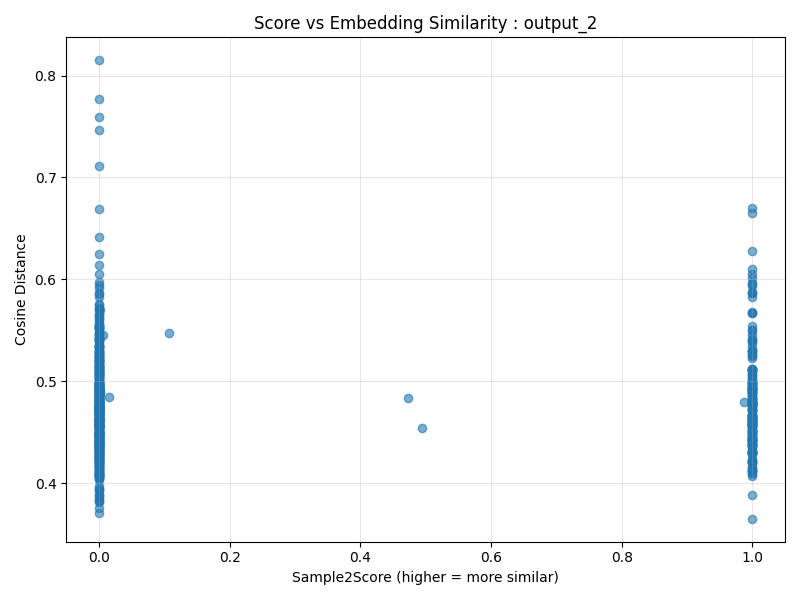 Score vs Embedding Similarity : output_2
0.8
0.7
0.6
0.5
0.4
Cosine Distance
0.0 0.2 0.4 0.6 0.8 1.0
Sample2Score (higher = more similar)